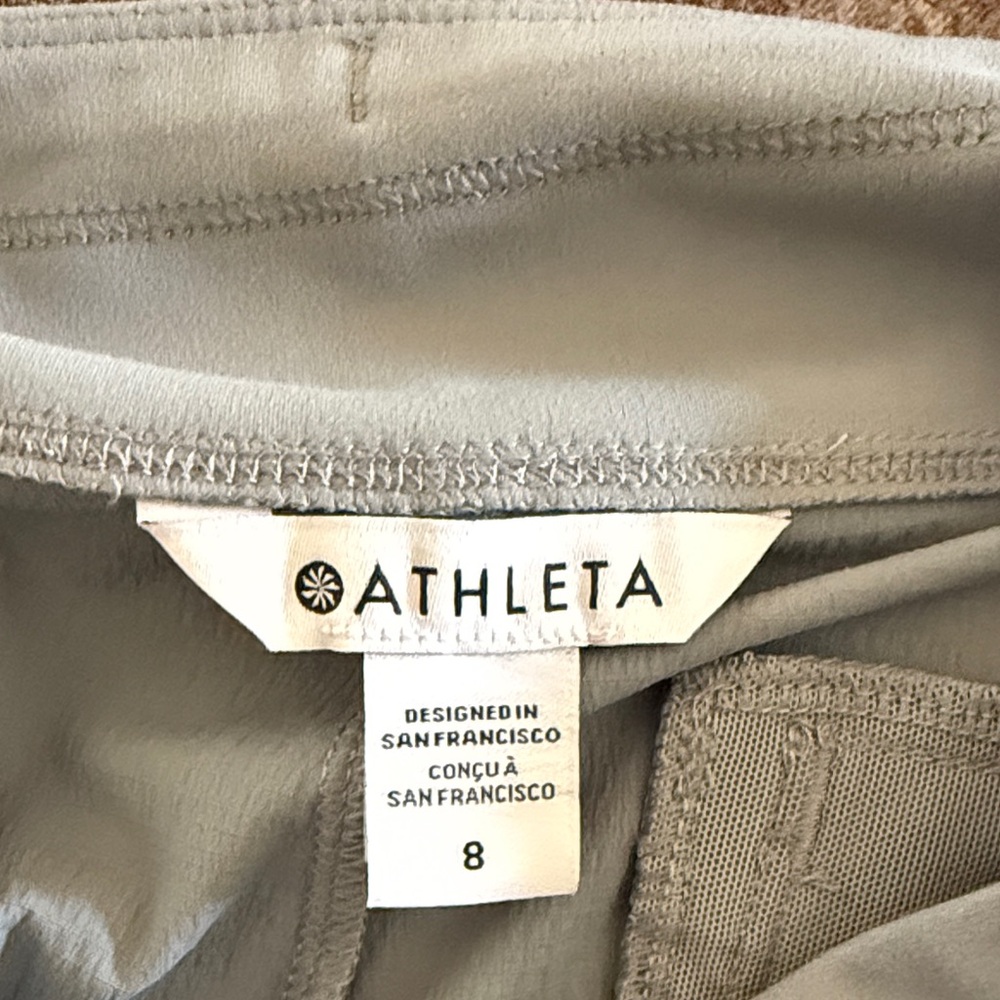 ATHLETA
DESIGNED IN
SAN FRANCISCO
CONÇU À
SAN FRANCISCO
8